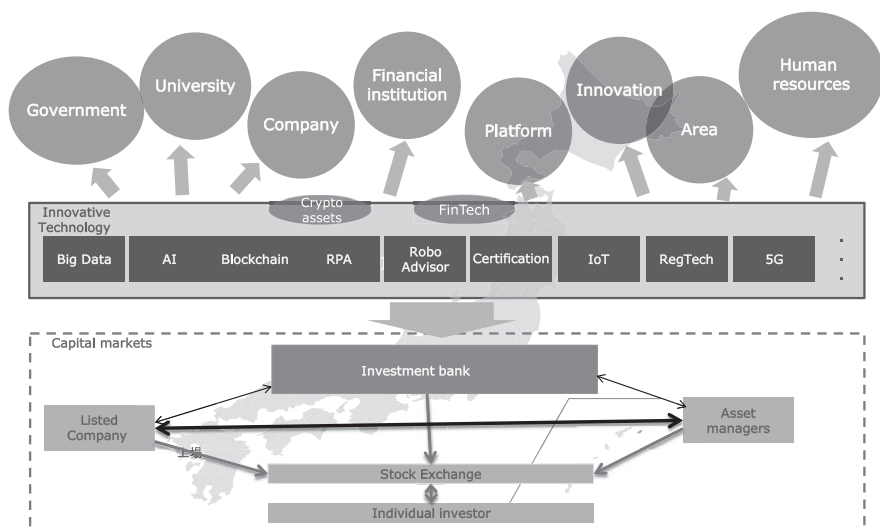 Government
University
Company
Financial
institution
Platform
Innovation
Area
Human
resources
Innovative
Technology
Crypto
assets
FinTech
Big Data
AI
Blockchain
RPA
Robo
Advisor
Certification
IoT
RegTech
5G
Capital markets
Investment bank
Listed
Company
Asset
managers
上場
Stock Exchange
Individual investor